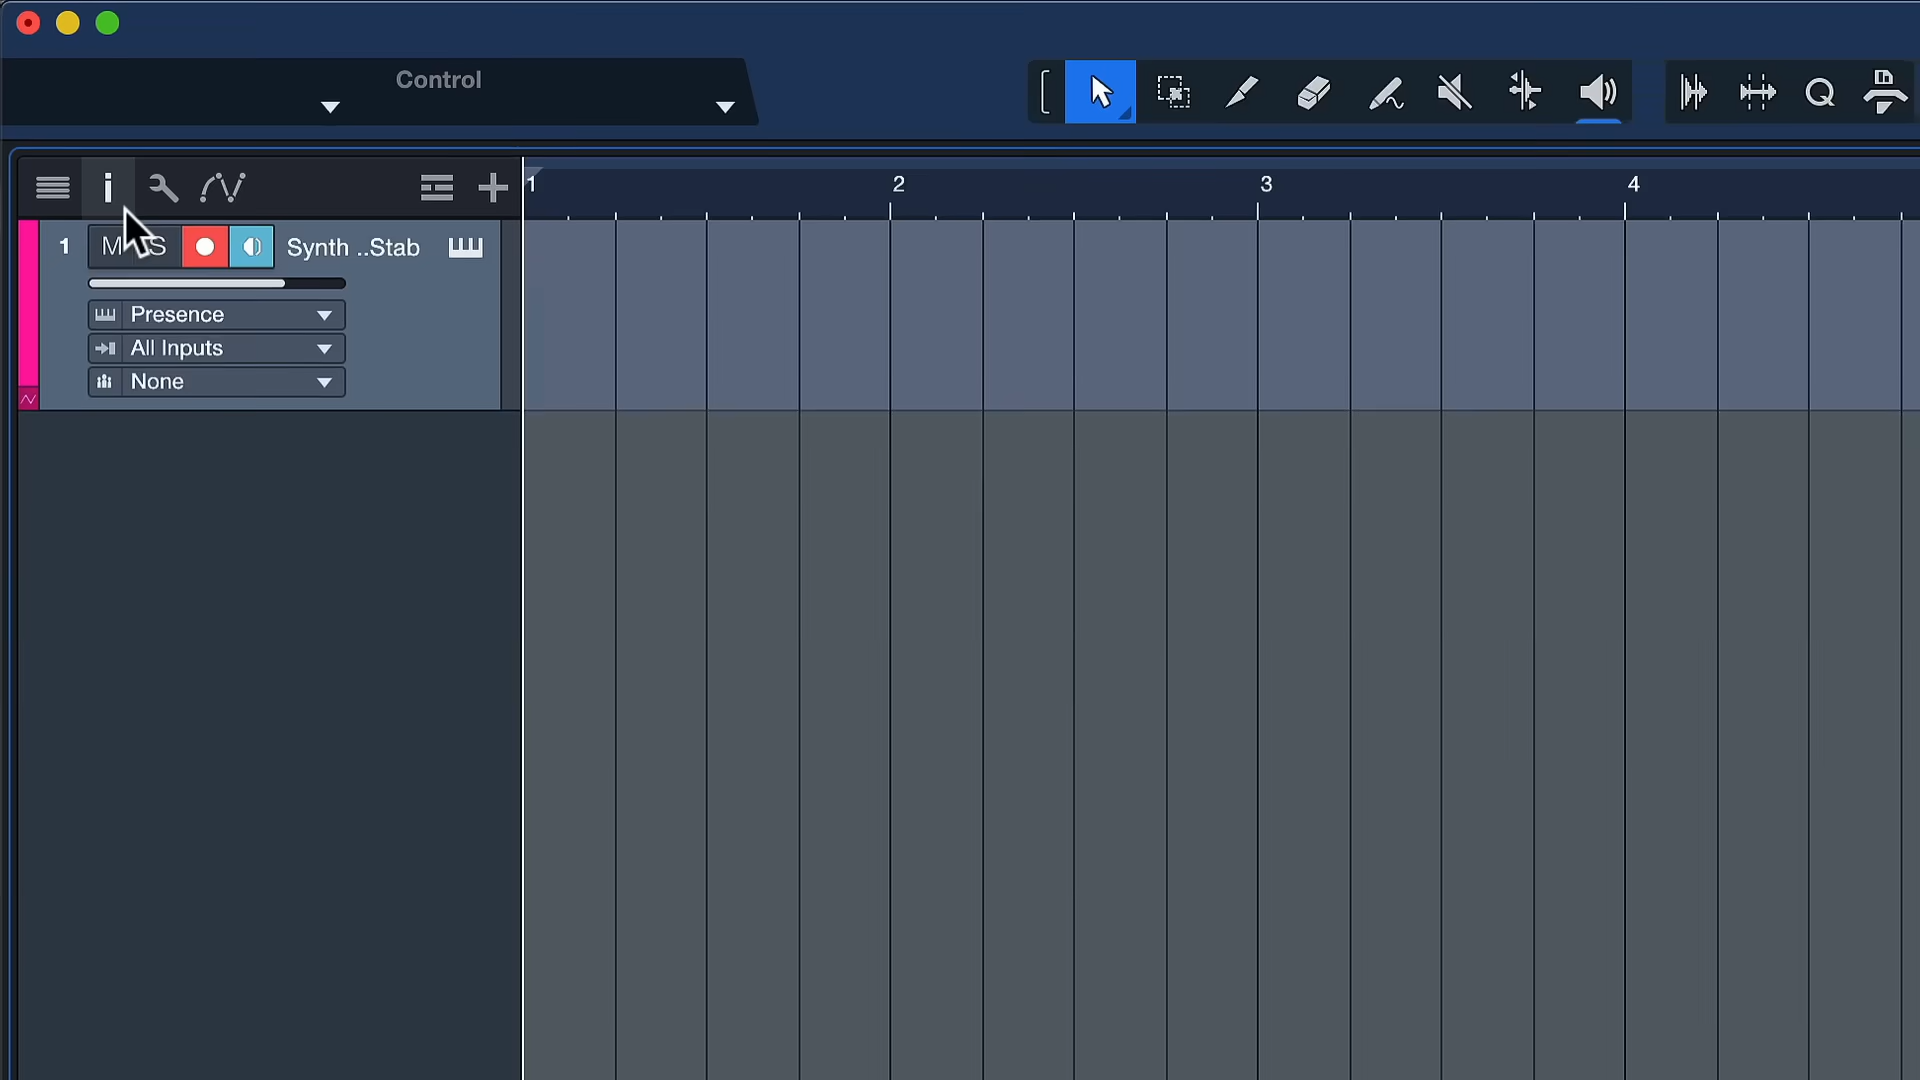 Control
i
1 2 3 4
1 M S Synth ..Stab
Presence
All Inputs
None